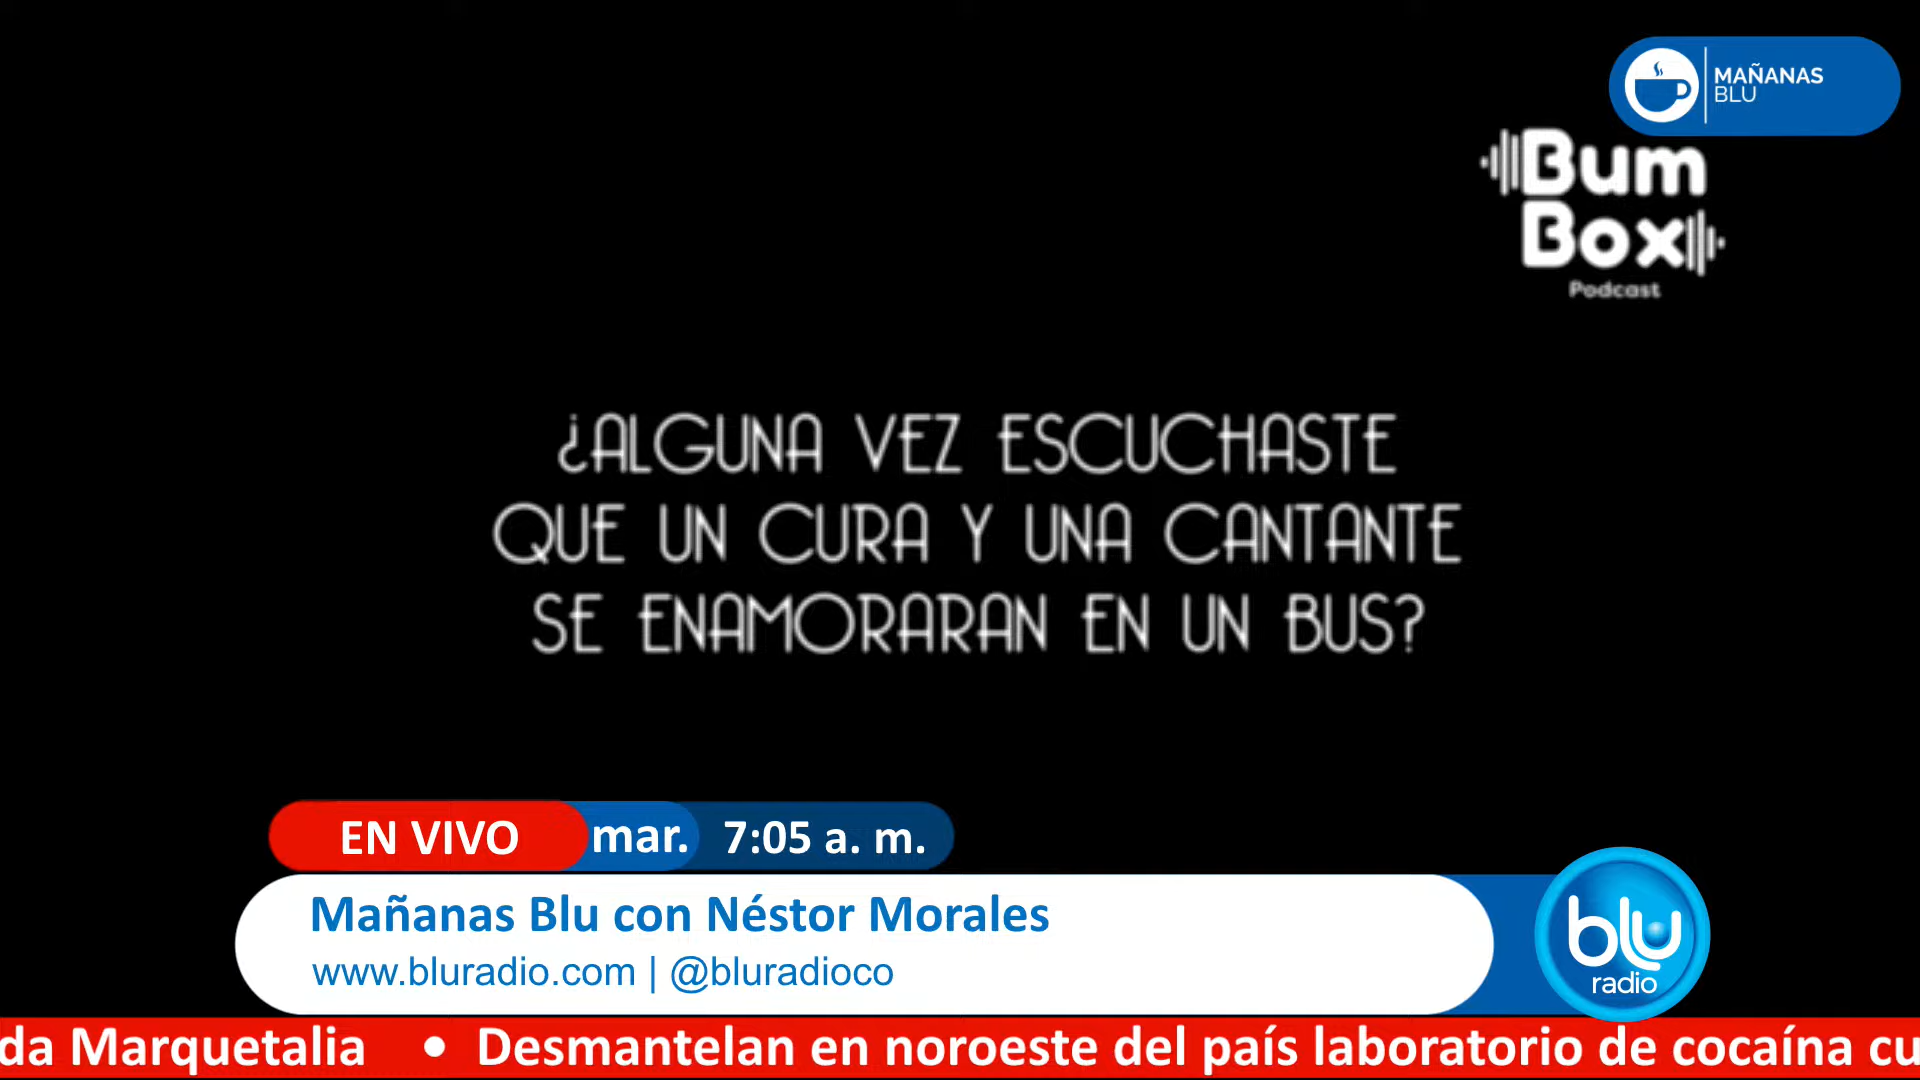 MAÑANAS
BLU
Bum
Box
Podcast
¿ALGUNA VEZ ESCUCHASTE
QUE UN CURA Y UNA CANTANTE
SE ENAMORARAN EN UN BUS?
EN VIVO mar. 7:05 a. m.
Mañanas Blu con Néstor Morales
www.bluradio.com | @bluradioco
blu
radio
da Marquetalia • Desmantelan en noroeste del país laboratorio de cocaína cu